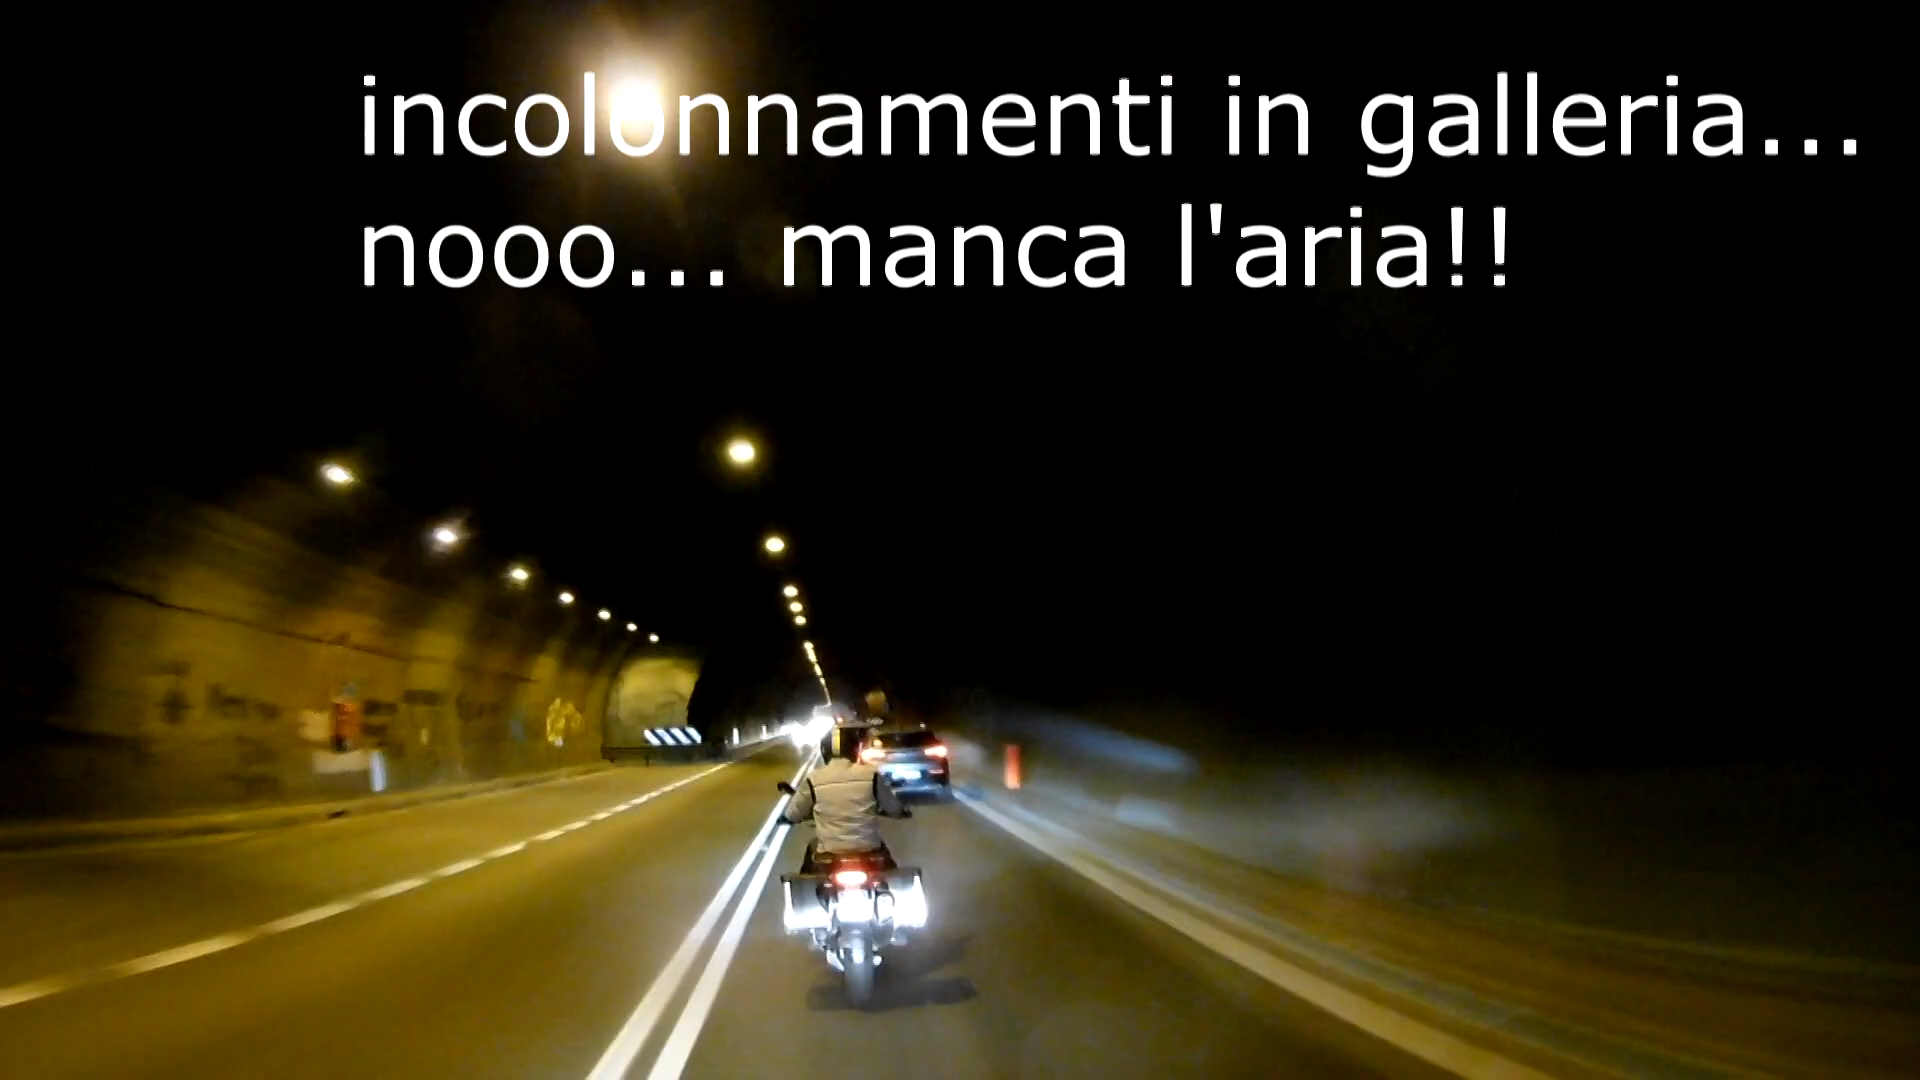 incolonnamenti in galleria...
nooo... manca l'aria!!